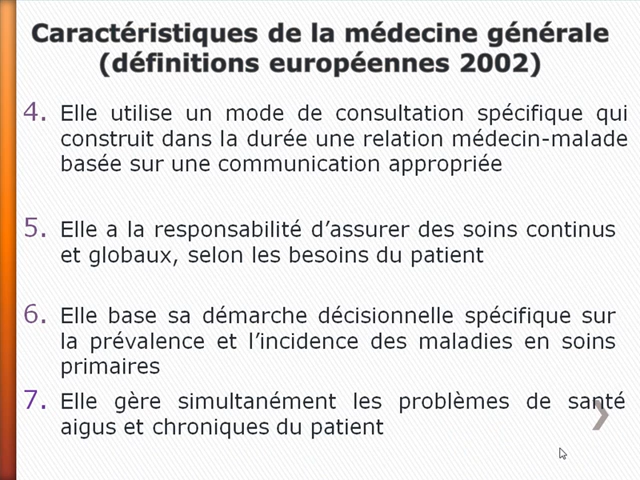 Caractéristiques de la médecine générale
(définitions européennes 2002)
4. Elle utilise un mode de consultation spécifique qui
construit dans la durée une relation médecin-malade
basée sur une communication appropriée
5. Elle a la responsabilité d’assurer des soins continus
et globaux, selon les besoins du patient
6. Elle base sa démarche décisionnelle spécifique sur
la prévalence et l’incidence des maladies en soins
primaires
7. Elle gère simultanément les problèmes de santé
aigus et chroniques du patient